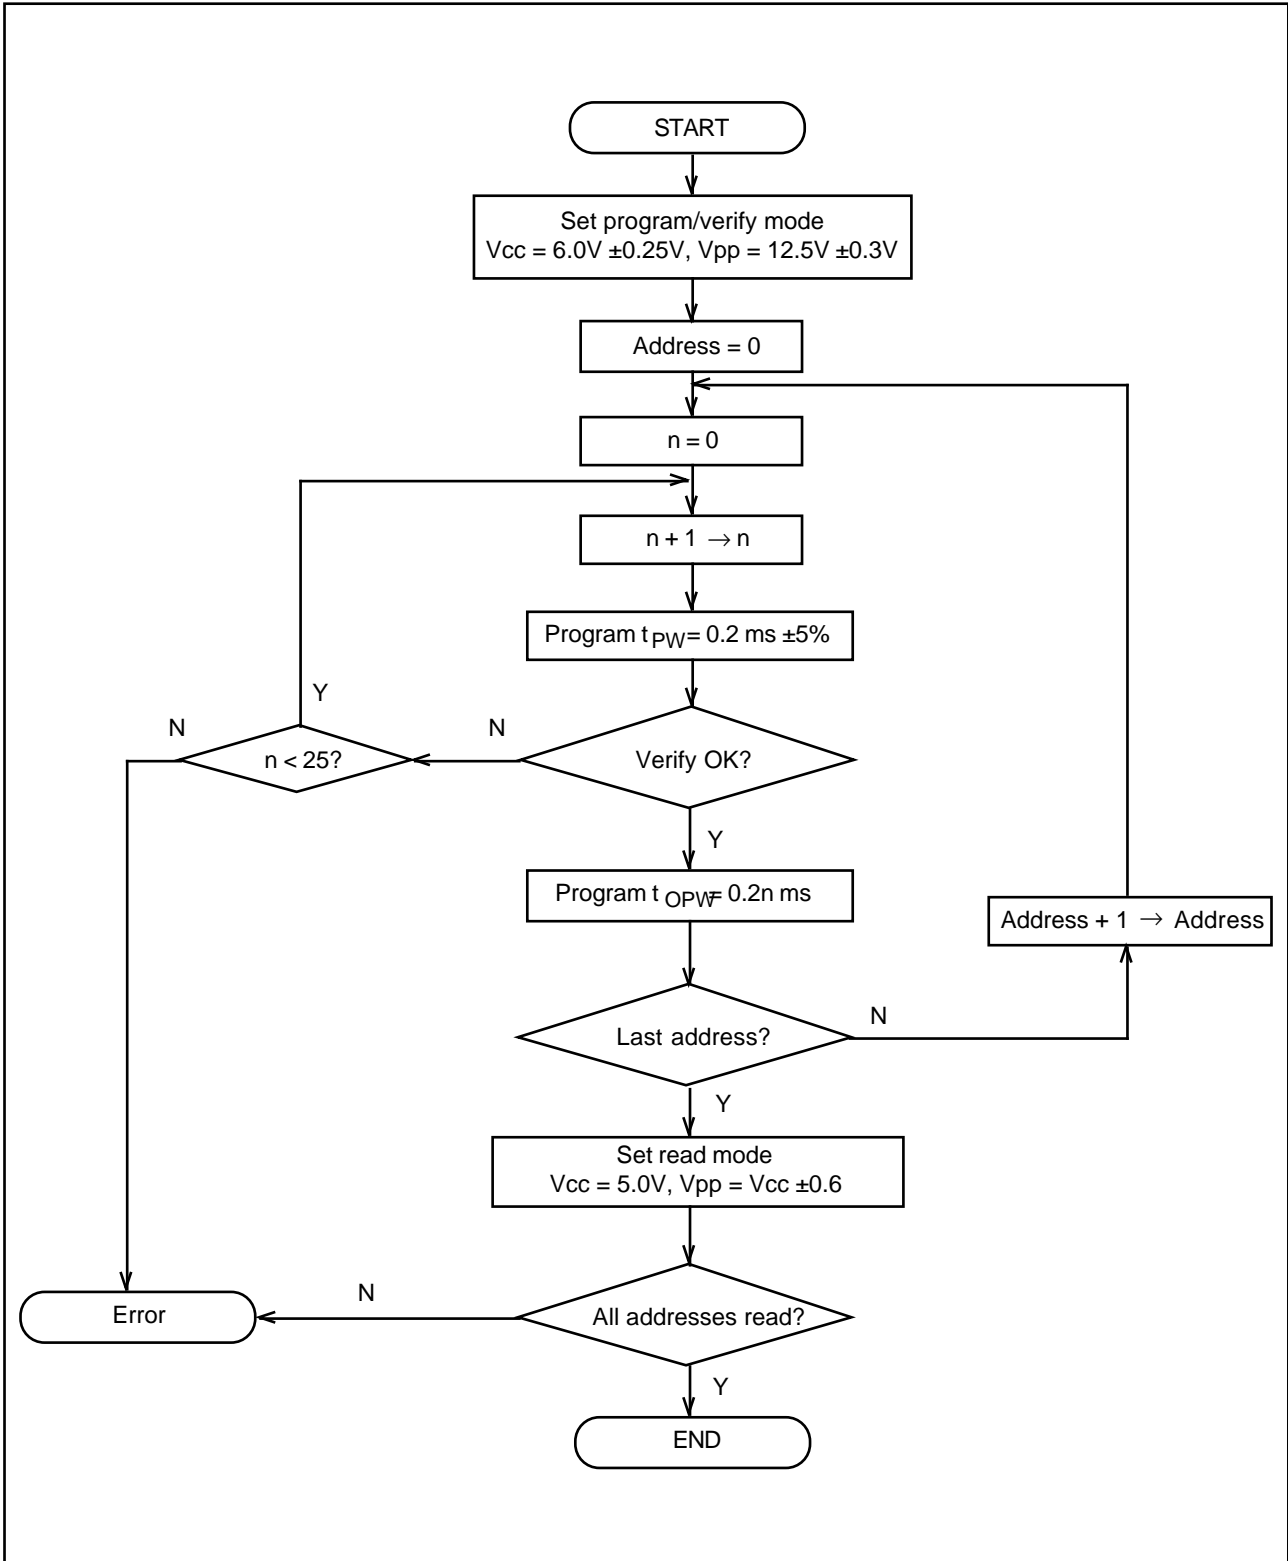 START
Set program/verify mode
Vcc = 6.0V ±0.25V, Vpp = 12.5V ±0.3V
Address = 0
n = 0
n + 1 → n
Program tPW = 0.2 ms ±5%
Y
N
n < 25?
N
Verify OK?
Y
Program tOPW = 0.2n ms
Address + 1 → Address
Last address?
N
Y
Set read mode
Vcc = 5.0V, Vpp = Vcc ±0.6
Error
N
All addresses read?
Y
END